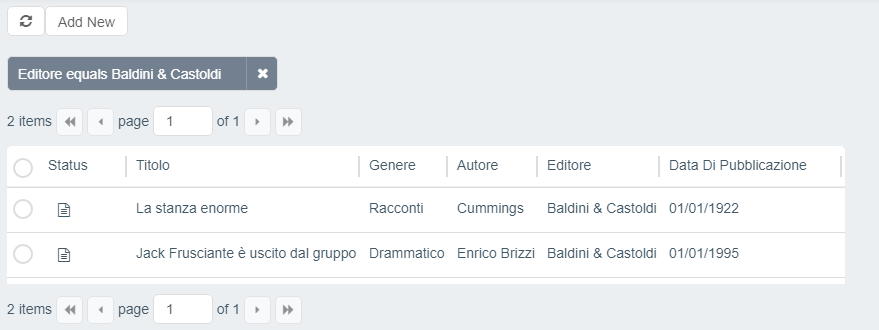 Add New
Editore equals Baldini & Castoldi ✖
2 items page 1 of 1
Status Titolo Genere Autore Editore Data Di Pubblicazione
La stanza enorme Racconti Cummings Baldini & Castoldi 01/01/1922
Jack Frusciante è uscito dal gruppo Drammatico Enrico Brizzi Baldini & Castoldi 01/01/1995
2 items page 1 of 1